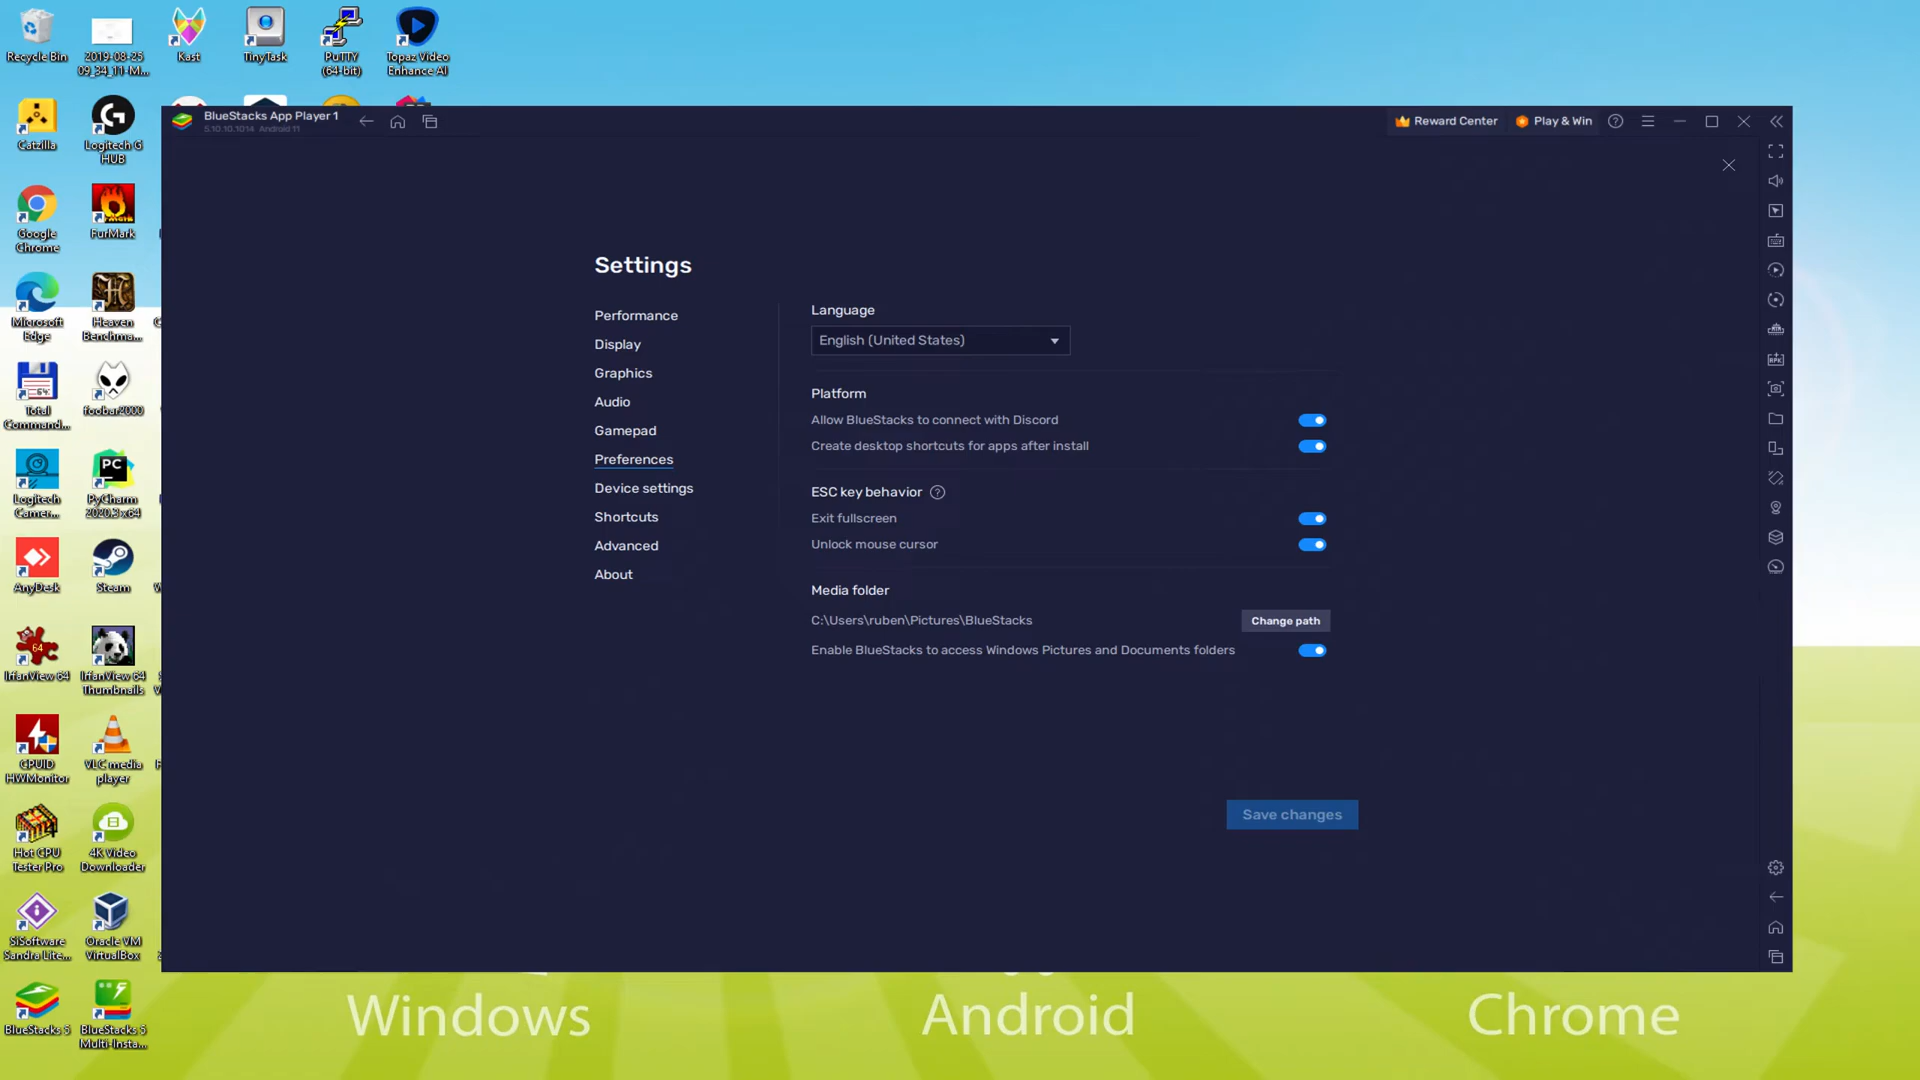 Recycle Bin
2019-08-25
09_34_11-M...
Kast
TinyTask
PuTTY
(64-bit)
Topaz Video
Enhance AI
Catzilla
Logitech G
HUB
Google
Chrome
FurMark
Microsoft
Edge
Heaven
Benchma...
Total
Command...
foobar2000
Logitech
Camer...
PyCharm
2020.3 x64
AnyDesk
Steam
IrfanView 64
IrfanView 64
Thumbnails
CPUID
HWMonitor
VLC media
player
Hot CPU
Tester Pro
4K Video
Downloader
SiSoftware
Sandra Lite...
Oracle VM
VirtualBox
BlueStacks 5
BlueStacks 5
Multi-Insta...
BlueStacks App Player 1
5.10.10.1014 Android 11
Reward Center
Play & Win
Settings
Performance
Display
Graphics
Audio
Gamepad
Preferences
Device settings
Shortcuts
Advanced
About
Language
English (United States)
Platform
Allow BlueStacks to connect with Discord
Create desktop shortcuts for apps after install
ESC key behavior
Exit fullscreen
Unlock mouse cursor
Media folder
C:\Users\ruben\Pictures\BlueStacks
Change path
Enable BlueStacks to access Windows Pictures and Documents folders
Save changes
Windows
Android
Chrome